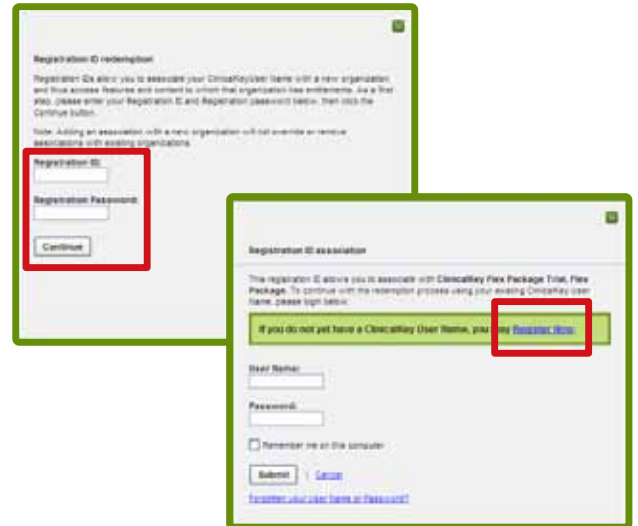 Registration ID redemption
Registration IDs allow you to associate your ClinicalKey User Name with a new organization
and thus access features and content to which that organization has entitlements. As a first
step, please enter your Registration ID and Registration password below, then click the
Continue button.
Note: Adding an association with a new organization will not override or remove
associations with existing organizations.
Registration ID:
Registration Password:
Continue
Registration ID association
This registration ID allows you to associate with ClinicalKey Flex Package Trial, Flex
Package. To continue with the redemption process using your existing ClinicalKey User
Name, please login below.
If you do not yet have a ClinicalKey User Name, you may Register Now.
User Name:
Password:
Remember me on this computer
Submit | Cancel
Forgotten your User Name or Password?